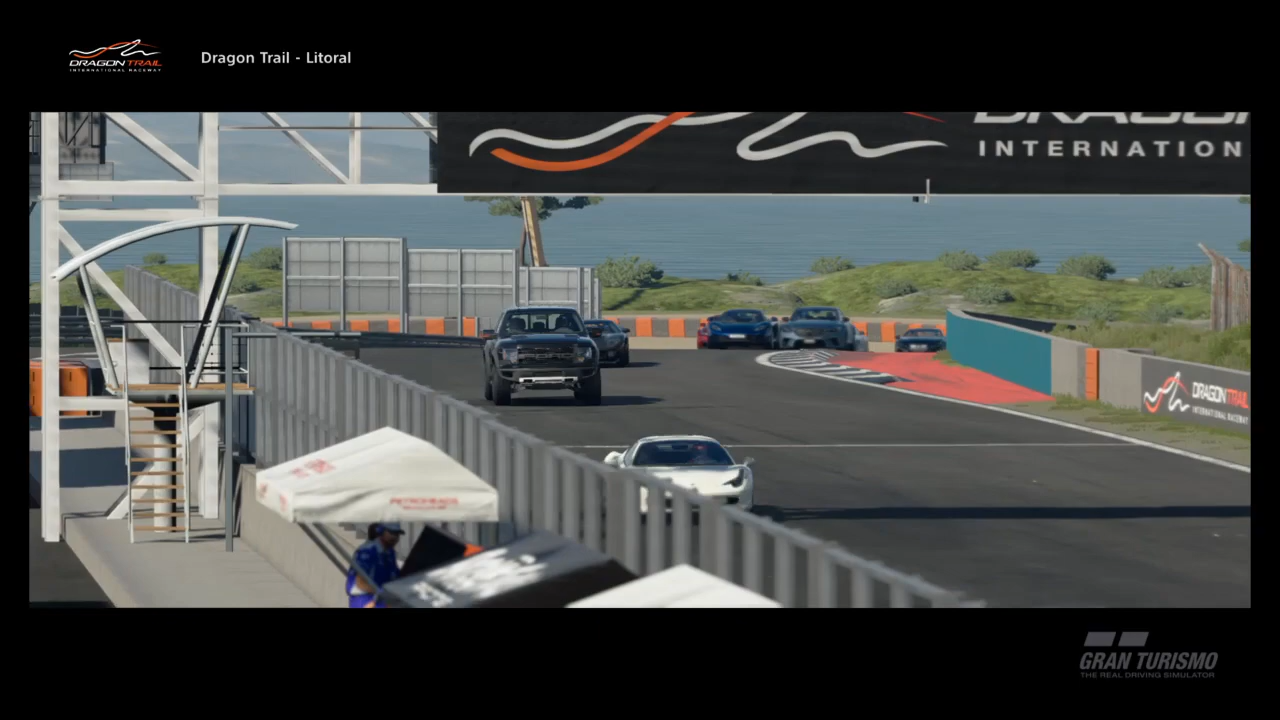 DRAGON TRAIL
INTERNATIONAL RACEWAY
Dragon Trail - Litoral
INTERNATION
DRAGON TRAIL
INTERNATIONAL RACEWAY
GRAN TURISMO
THE REAL DRIVING SIMULATOR